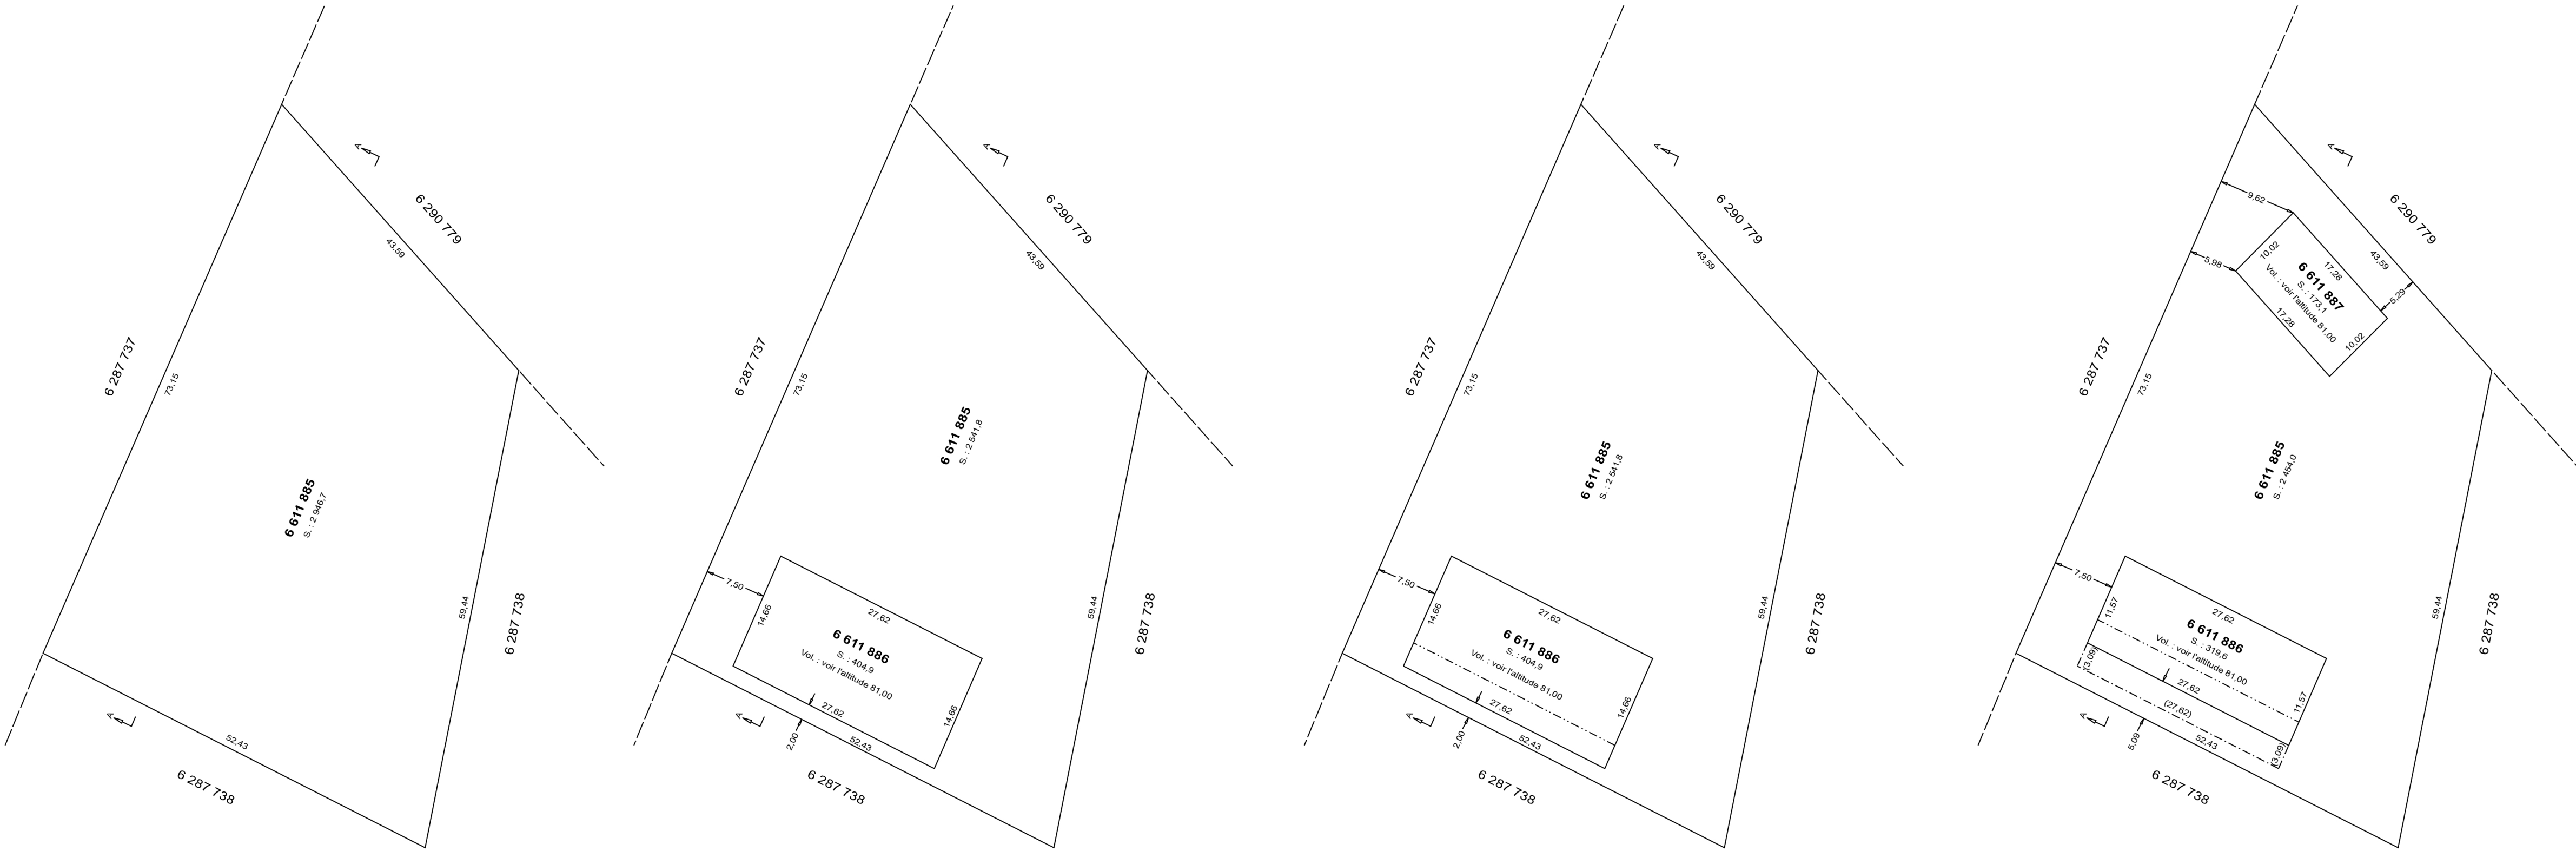 A
6 290 779
43,59
6 287 737
73,15
6 611 885
S. : 2 946,7
59,44
6 287 738
A
52,43
6 287 738
A
6 290 779
43,59
6 287 737
73,15
6 611 885
S. : 2 541,8
7,50
14,66
27,62
6 611 886
S. : 404,9
Vol. : voir l'altitude 81,00
27,62
14,66
59,44
6 287 738
A
2,00
52,43
6 287 738
A
6 290 779
43,59
6 287 737
73,15
6 611 885
S. : 2 541,8
7,50
14,66
27,62
6 611 886
S. : 404,9
Vol. : voir l'altitude 81,00
27,62
14,66
59,44
6 287 738
A
2,00
52,43
6 287 738
A
6 290 779
43,59
9,62
5,98
10,02
17,28
6 611 887
S. : 173,1
Vol. : voir l'altitude 81,00
17,28
10,02
5,29
6 287 737
73,15
6 611 885
S. : 2 454,0
7,50
11,57
27,62
6 611 886
S. : 319,6
Vol. : voir l'altitude 81,00
27,62
11,57
(3,09)
(27,62)
(3,09)
59,44
6 287 738
A
5,09
52,43
6 287 738